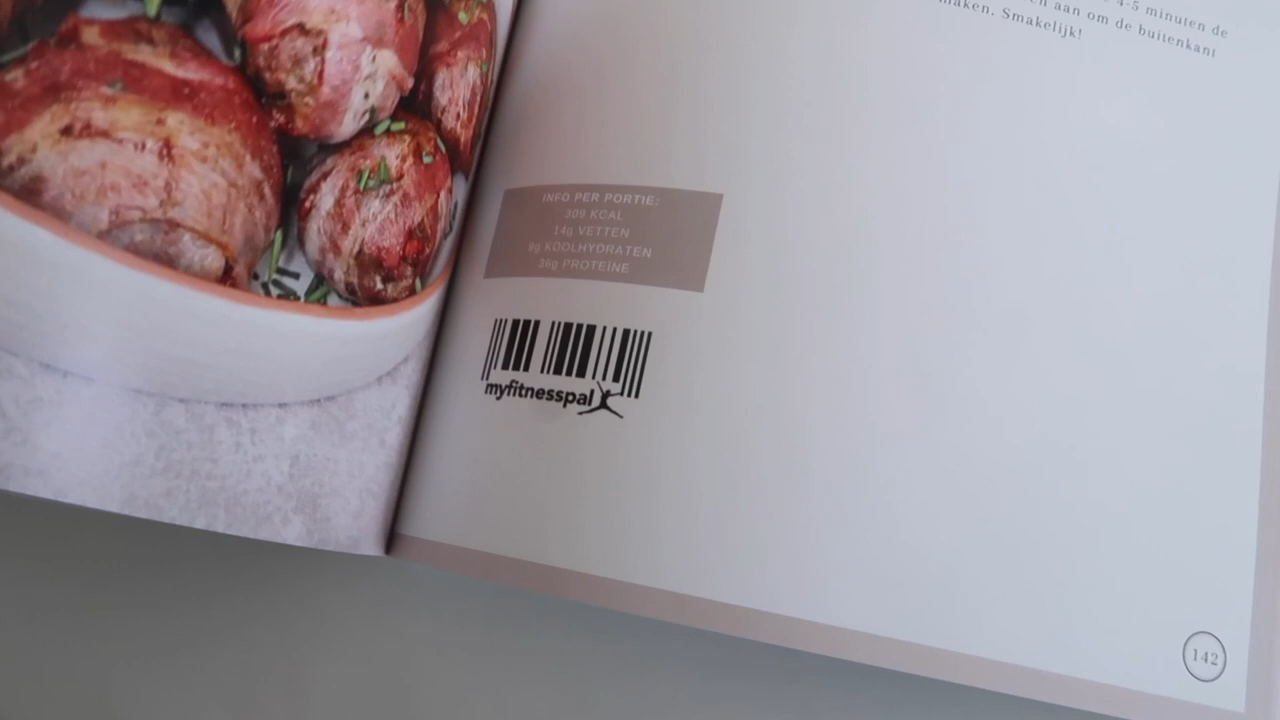 4-5 minuten de
aan om de buitenkant
maken. Smakelijk!
INFO PER PORTIE:
309 KCAL
14g VETTEN
9g KOOLHYDRATEN
36g PROTEÏNE
myfitnesspal
142